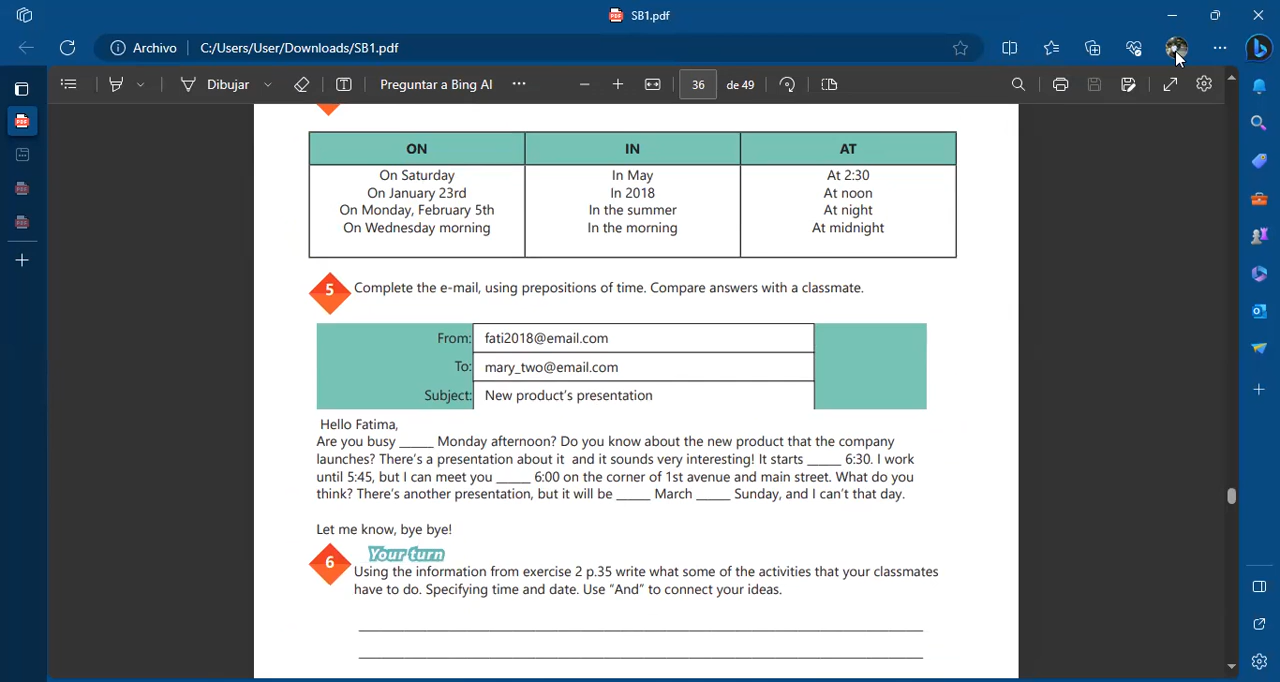 SB1.pdf
Archivo C:/Users/User/Downloads/SB1.pdf
Dibujar Preguntar a Bing AI 36 de 49
ON IN AT
On Saturday In May At 2:30
On January 23rd In 2018 At noon
On Monday, February 5th In the summer At night
On Wednesday morning In the morning At midnight
5 Complete the e-mail, using prepositions of time. Compare answers with a classmate.
From: fati2018@email.com
To: mary_two@email.com
Subject: New product's presentation
Hello Fatima,
Are you busy _____ Monday afternoon? Do you know about the new product that the company
launches? There's a presentation about it and it sounds very interesting! It starts _____ 6:30. I work
until 5:45, but I can meet you _____ 6:00 on the corner of 1st avenue and main street. What do you
think? There's another presentation, but it will be _____ March _____ Sunday, and I can't that day.
Let me know, bye bye!
6 Your turn
Using the information from exercise 2 p.35 write what some of the activities that your classmates
have to do. Specifying time and date. Use "And" to connect your ideas.